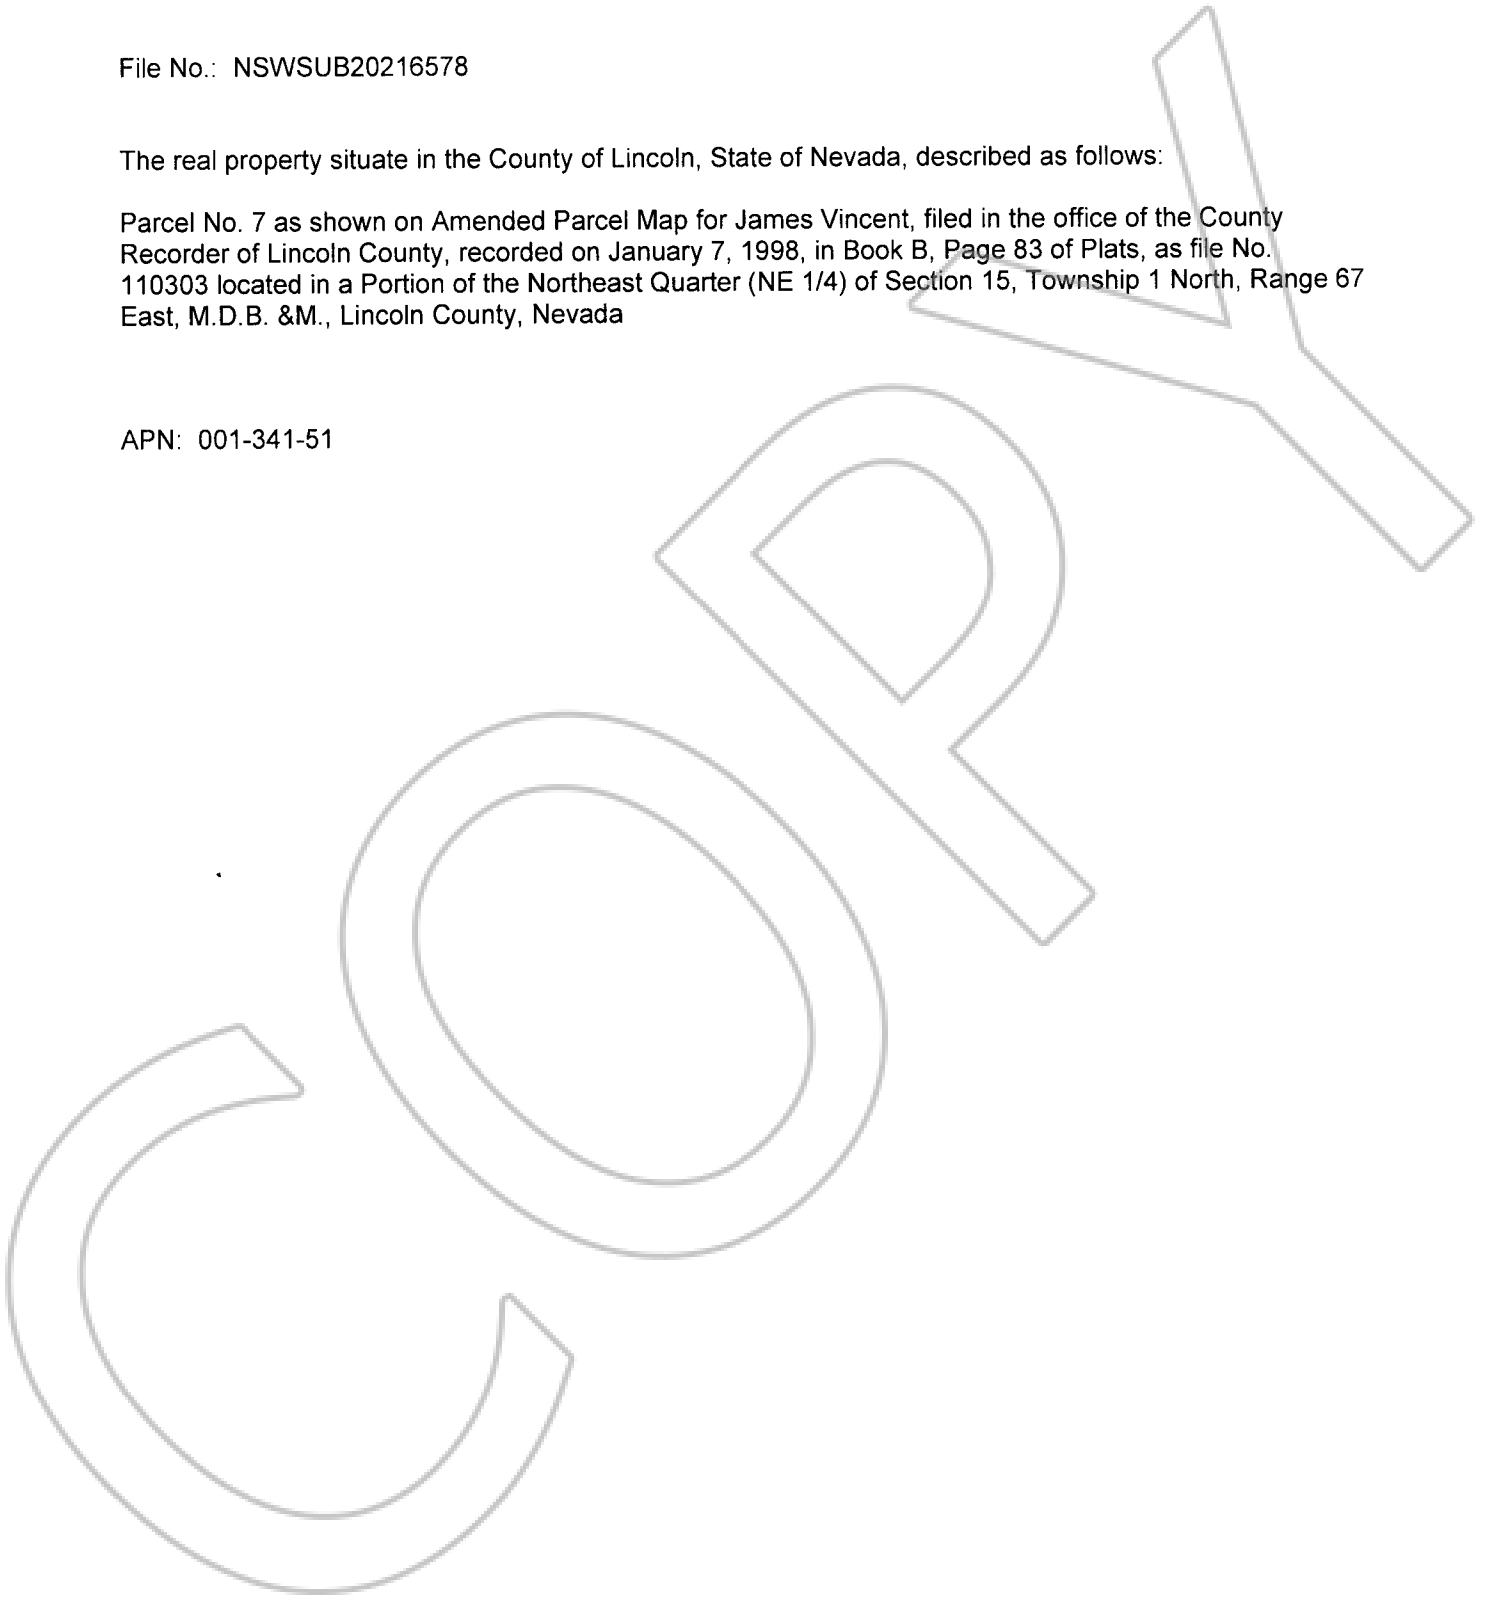 File No.: NSWSUB20216578
The real property situate in the County of Lincoln, State of Nevada, described as follows:
Parcel No. 7 as shown on Amended Parcel Map for James Vincent, filed in the office of the County
Recorder of Lincoln County, recorded on January 7, 1998, in Book B, Page 83 of Plats, as file No.
110303 located in a Portion of the Northeast Quarter (NE 1/4) of Section 15, Township 1 North, Range 67
East, M.D.B. &M., Lincoln County, Nevada
APN: 001-341-51
COPY